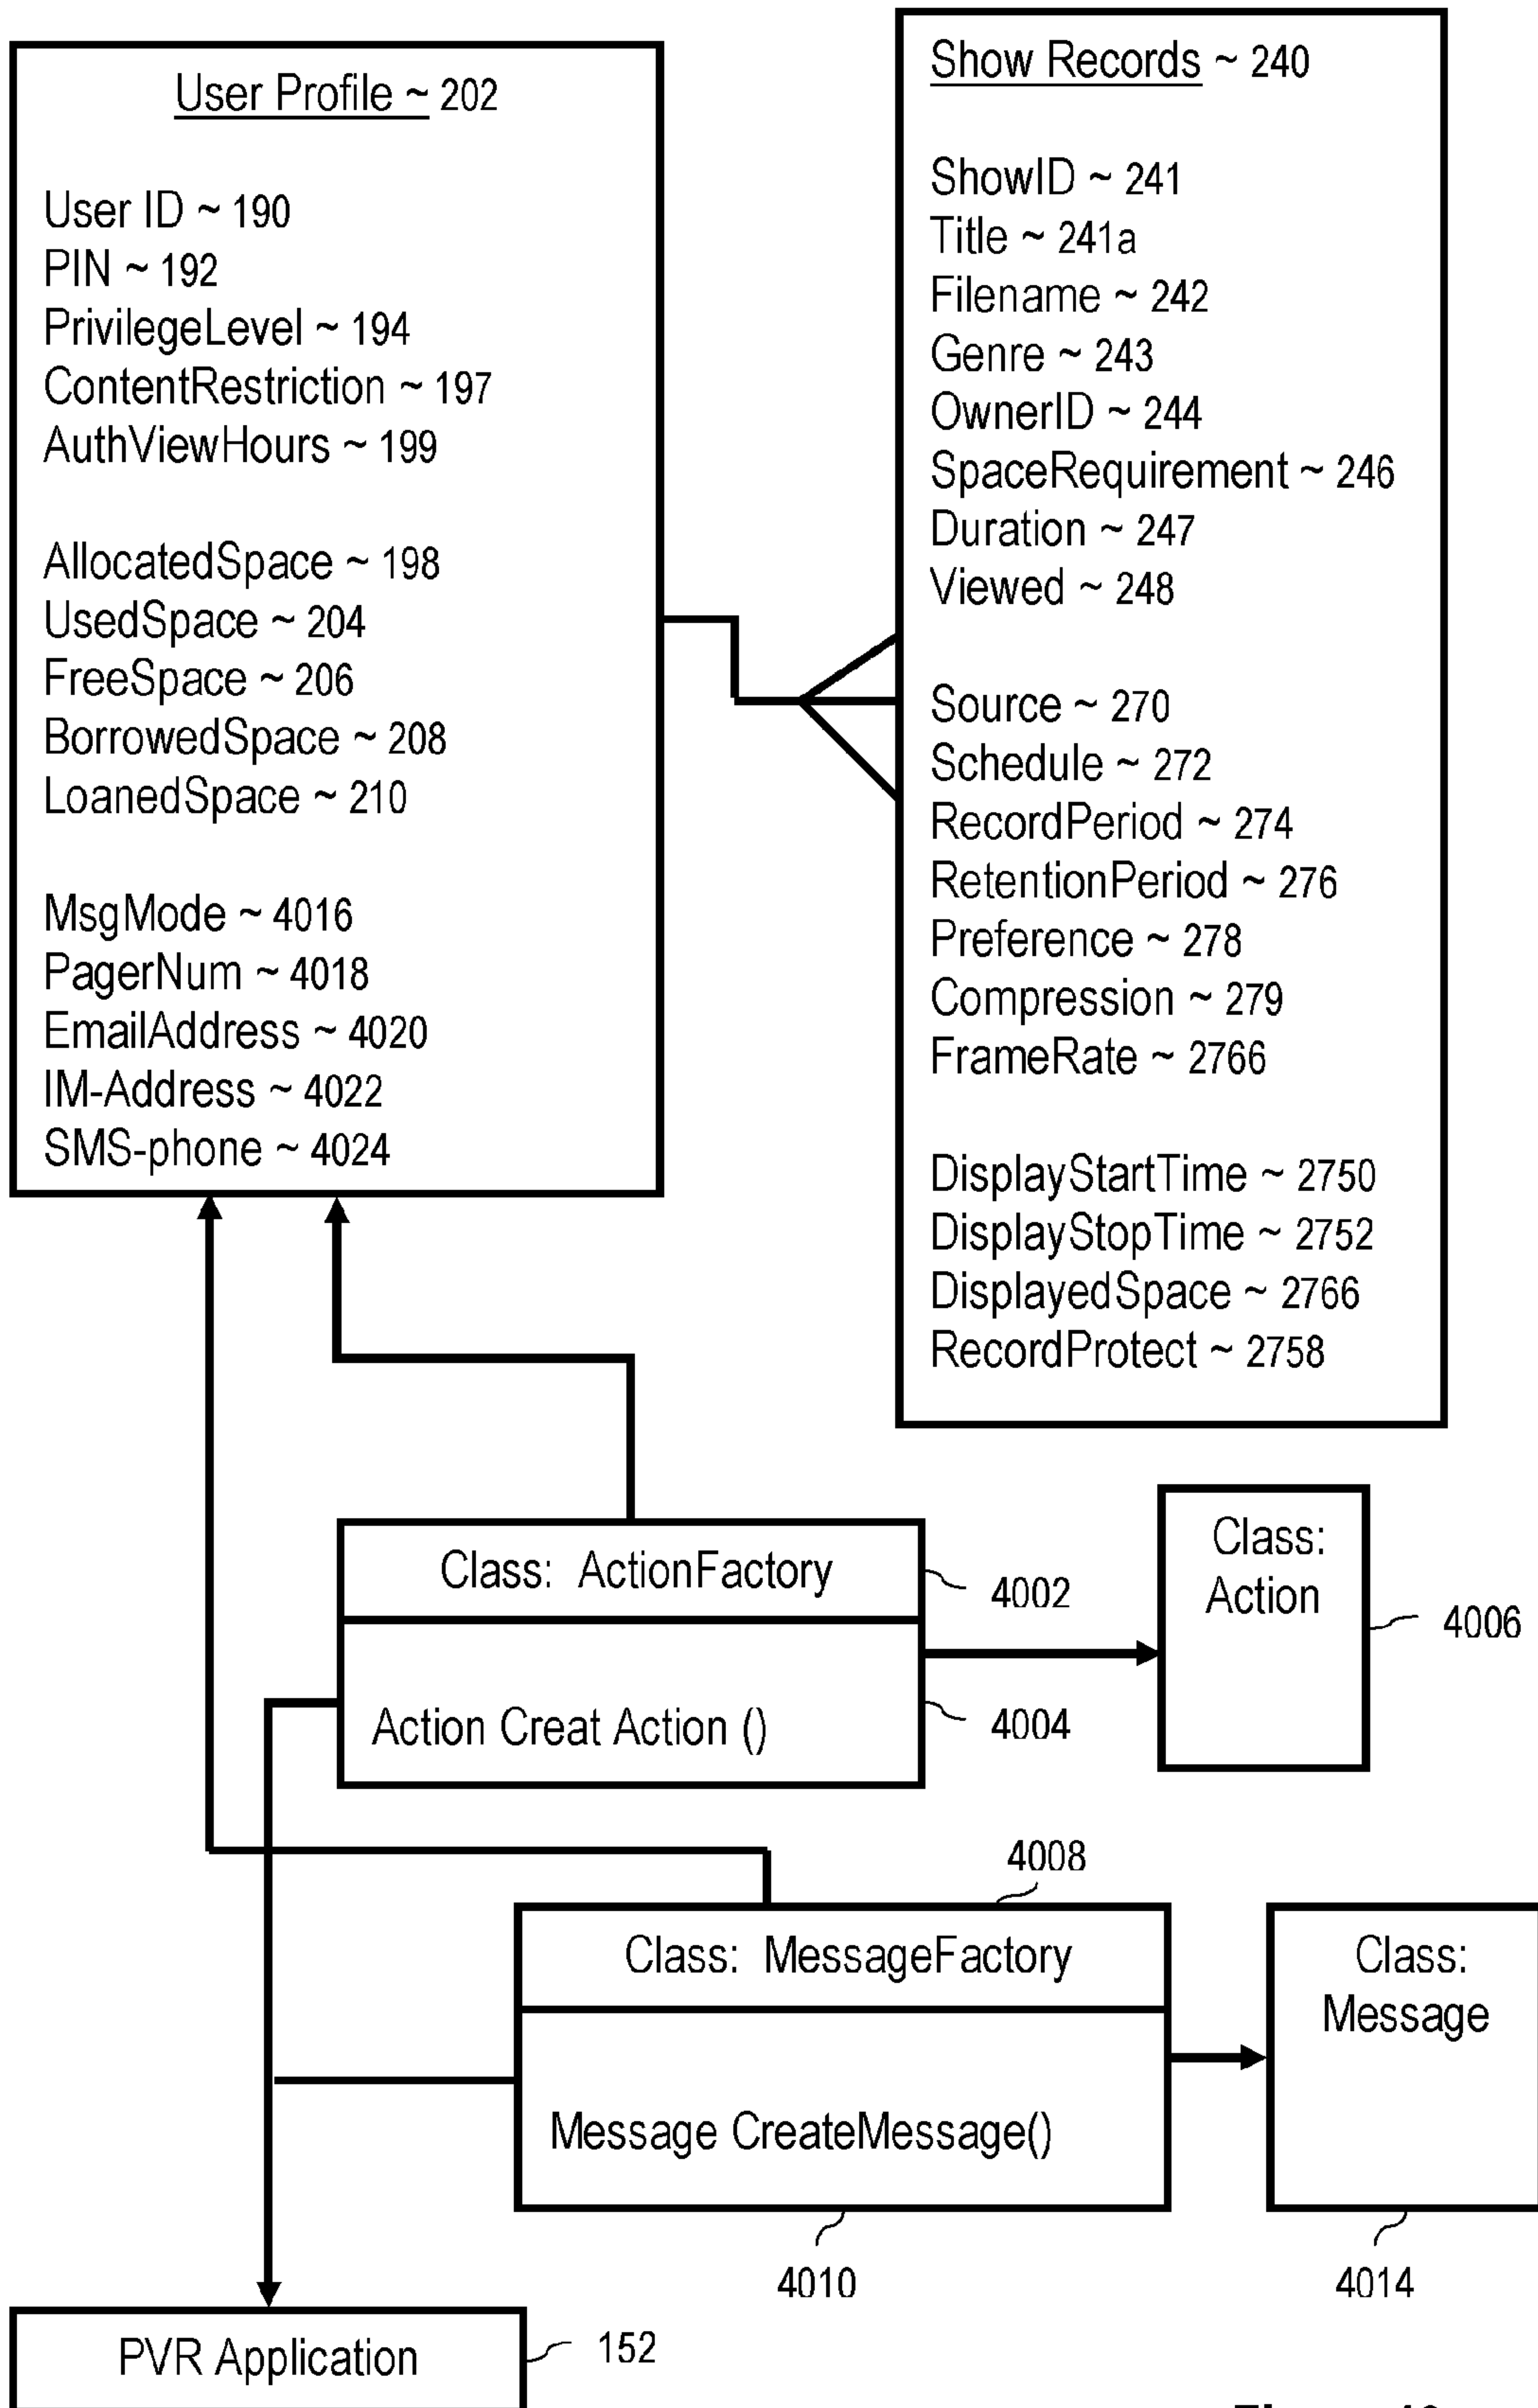 User Profile ~ 202
User ID ~ 190
PIN ~ 192
PrivilegeLevel ~ 194
ContentRestriction ~ 197
AuthViewHours ~ 199
AllocatedSpace ~ 198
UsedSpace ~ 204
FreeSpace ~ 206
BorrowedSpace ~ 208
LoanedSpace ~ 210
MsgMode ~ 4016
PagerNum ~ 4018
EmailAddress ~ 4020
IM-Address ~ 4022
SMS-phone ~ 4024
Show Records ~ 240
ShowID ~ 241
Title ~ 241a
Filename ~ 242
Genre ~ 243
OwnerID ~ 244
SpaceRequirement ~ 246
Duration ~ 247
Viewed ~ 248
Source ~ 270
Schedule ~ 272
RecordPeriod ~ 274
RetentionPeriod ~ 276
Preference ~ 278
Compression ~ 279
FrameRate ~ 2766
DisplayStartTime ~ 2750
DisplayStopTime ~ 2752
DisplayedSpace ~ 2766
RecordProtect ~ 2758
Class: ActionFactory
4002
Action Creat Action ()
4004
Class:
Action
4006
4008
Class: MessageFactory
Message CreateMessage()
4010
Class:
Message
4014
PVR Application
152